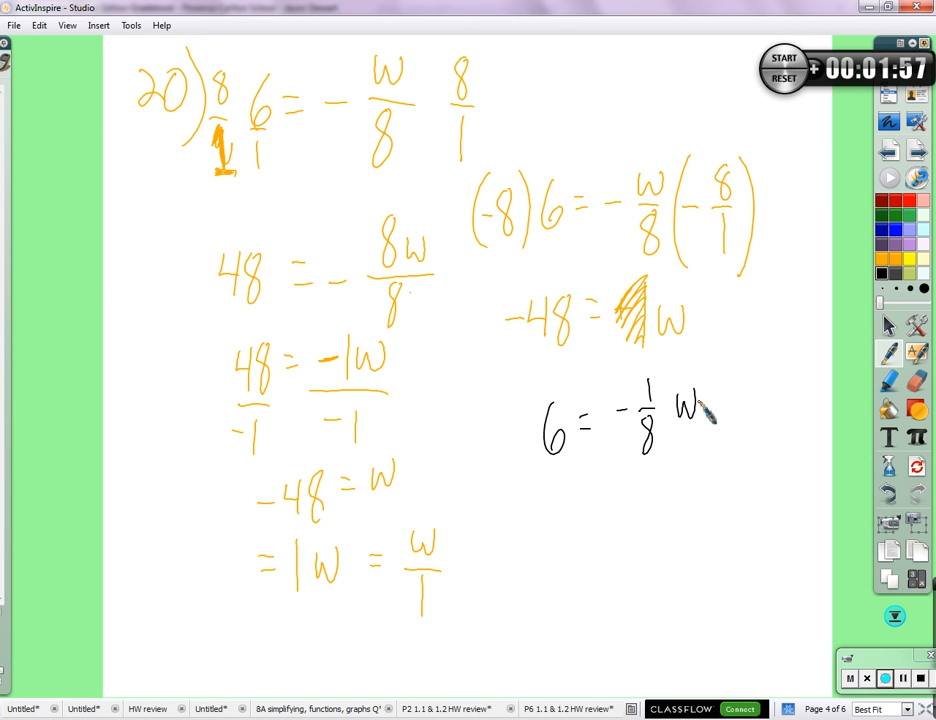 ActivInspire - Studio
START
RESET
+ 00:01:57
File Edit View Insert Tools Help
20) 8/1 6/1 = - w/8 8/1
(-8)6 = - w/8 (- 8/1)
48 = - 8w/8
-48 = w
48/-1 = -1w/-1
6 = - 1/8 w
-48 = w
= 1w = w/1
Untitled* Untitled* HW review Untitled* 8A simplifying, functions, graphs Q' P2 1.1 & 1.2 HW review* P6 1.1 & 1.2 HW review* CLASSFLOW Connect Page 4 of 6 Best Fit